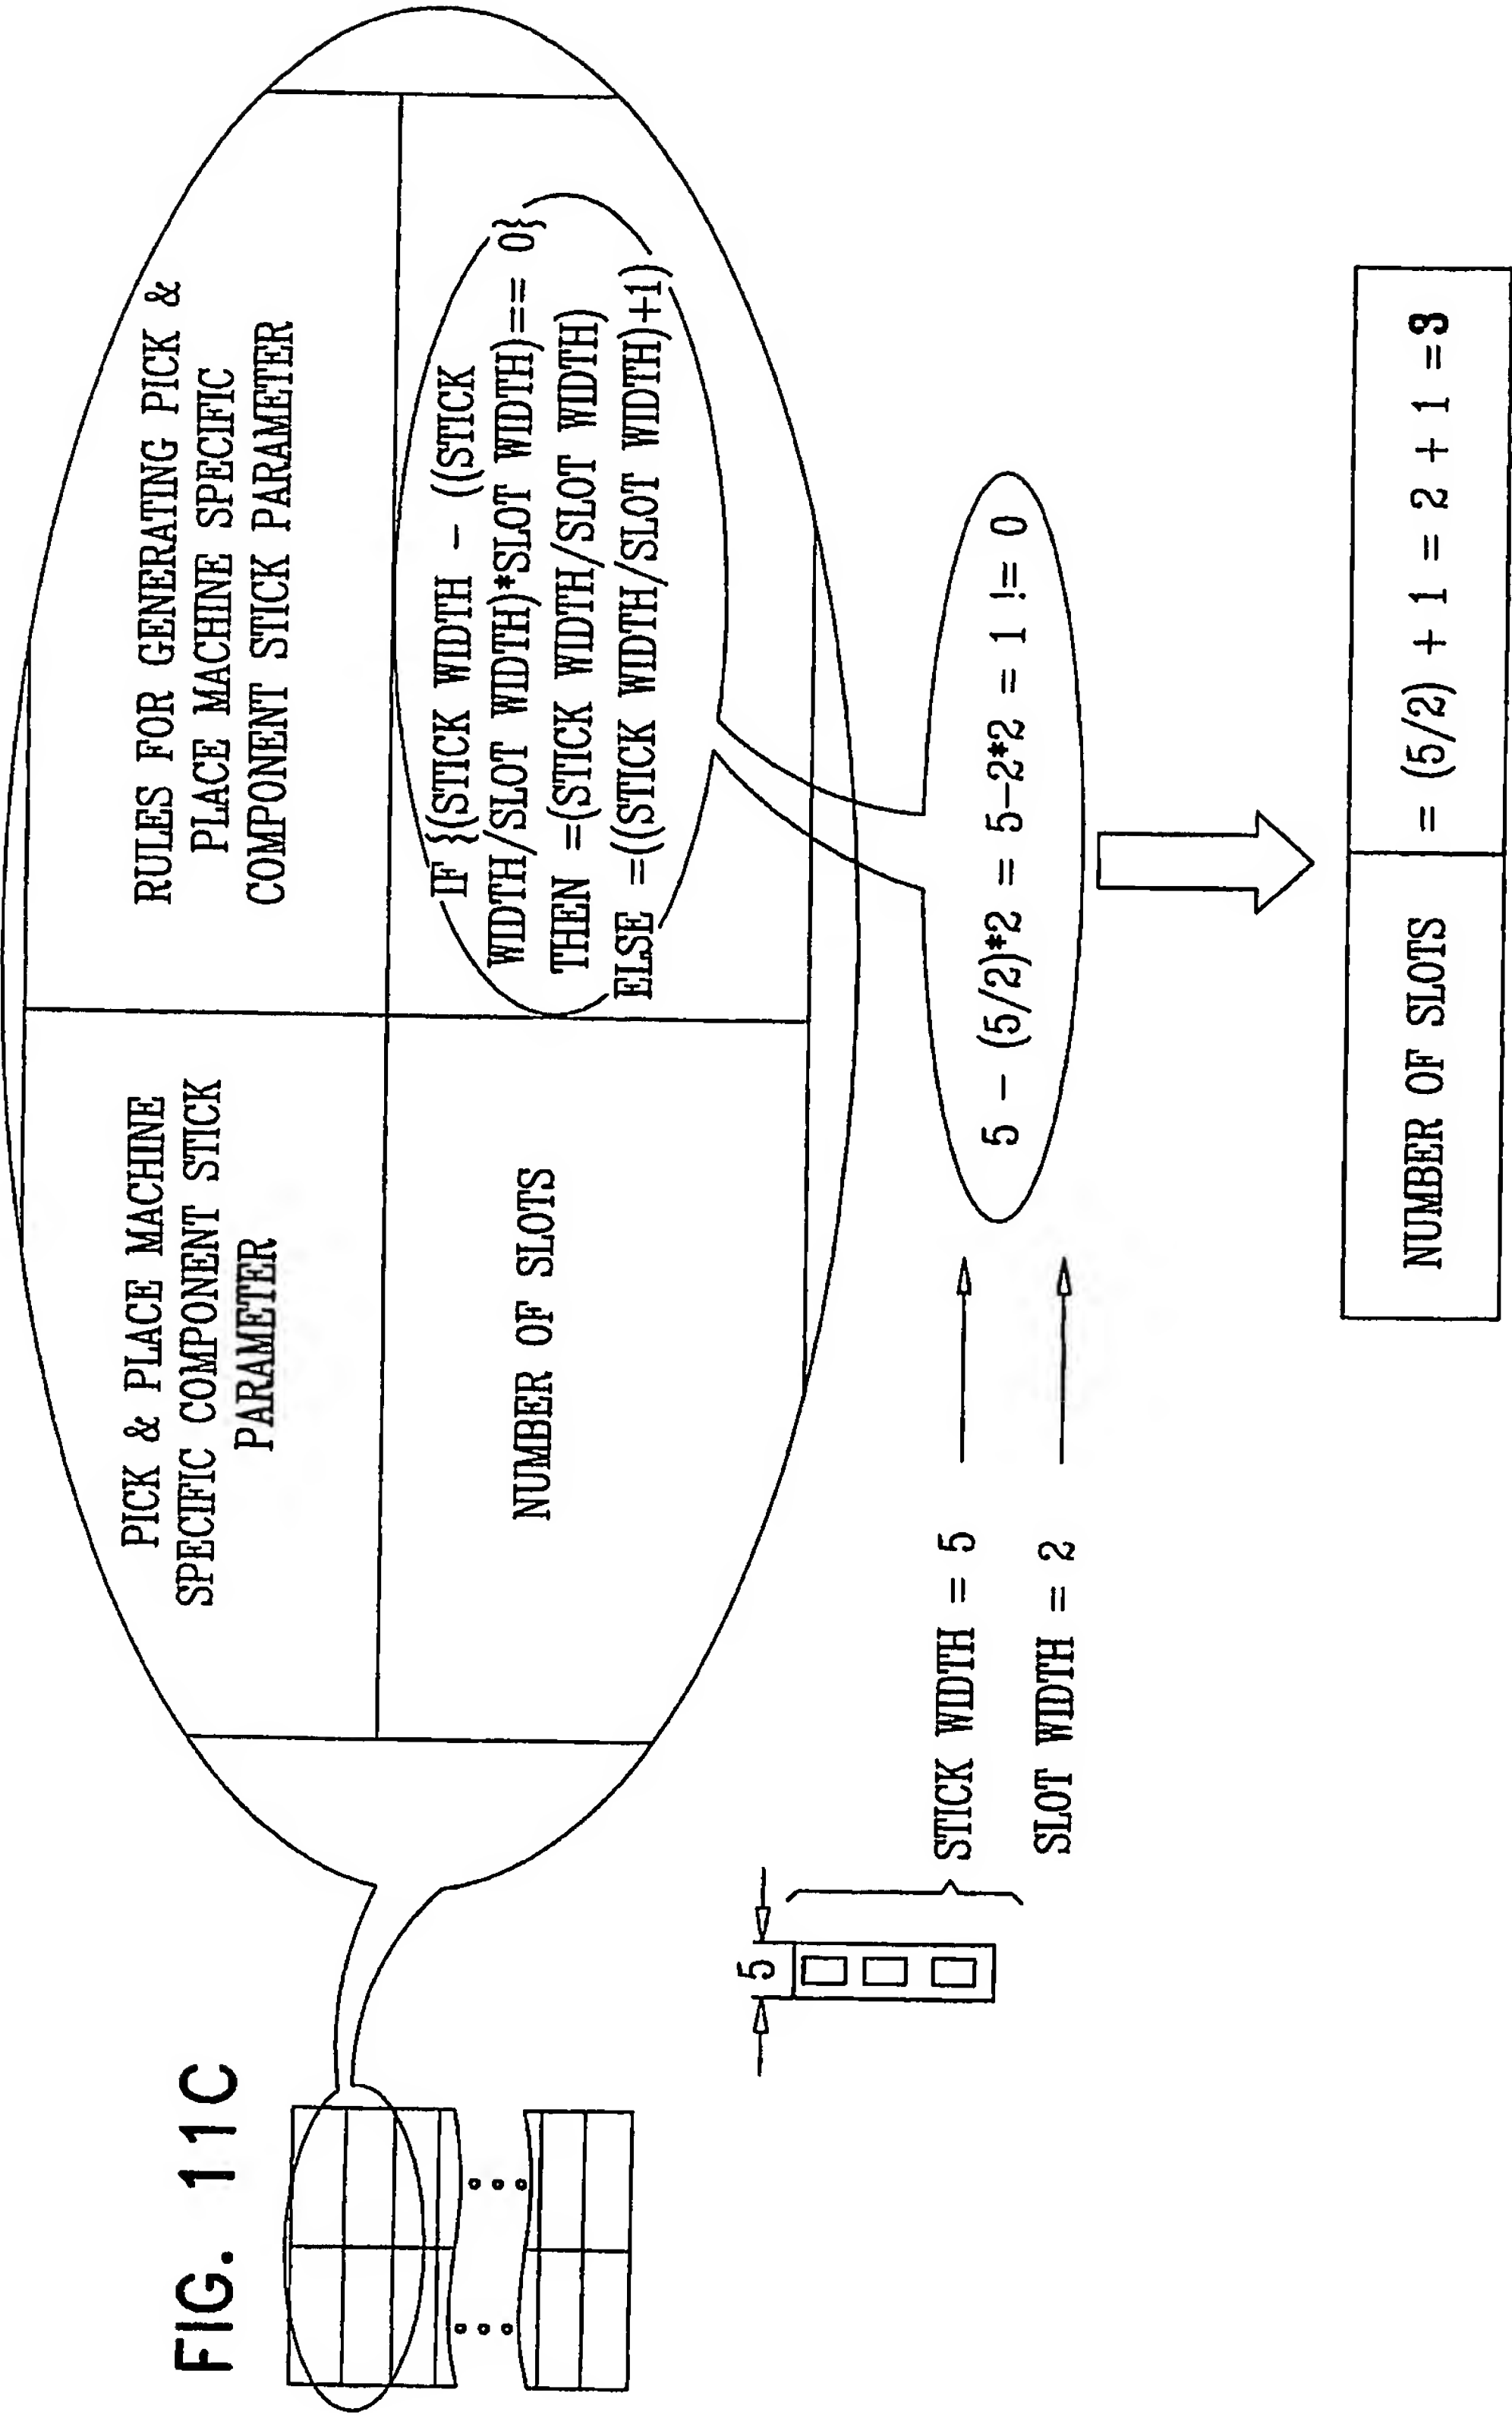 FIG. 11C
PICK & PLACE MACHINE
SPECIFIC COMPONENT STICK
PARAMETER
RULES FOR GENERATING PICK &
PLACE MACHINE SPECIFIC
COMPONENT STICK PARAMETER
NUMBER OF SLOTS
IF {(STICK WIDTH - ((STICK
WIDTH/SLOT WIDTH)*SLOT WIDTH)== 0}
THEN =(STICK WIDTH/SLOT WIDTH)
ELSE =((STICK WIDTH/SLOT WIDTH)+1)
5
STICK WIDTH = 5
SLOT WIDTH = 2
5 - (5/2)*2 = 5-2*2 = 1 != 0
NUMBER OF SLOTS
= (5/2) + 1 = 2 + 1 =3